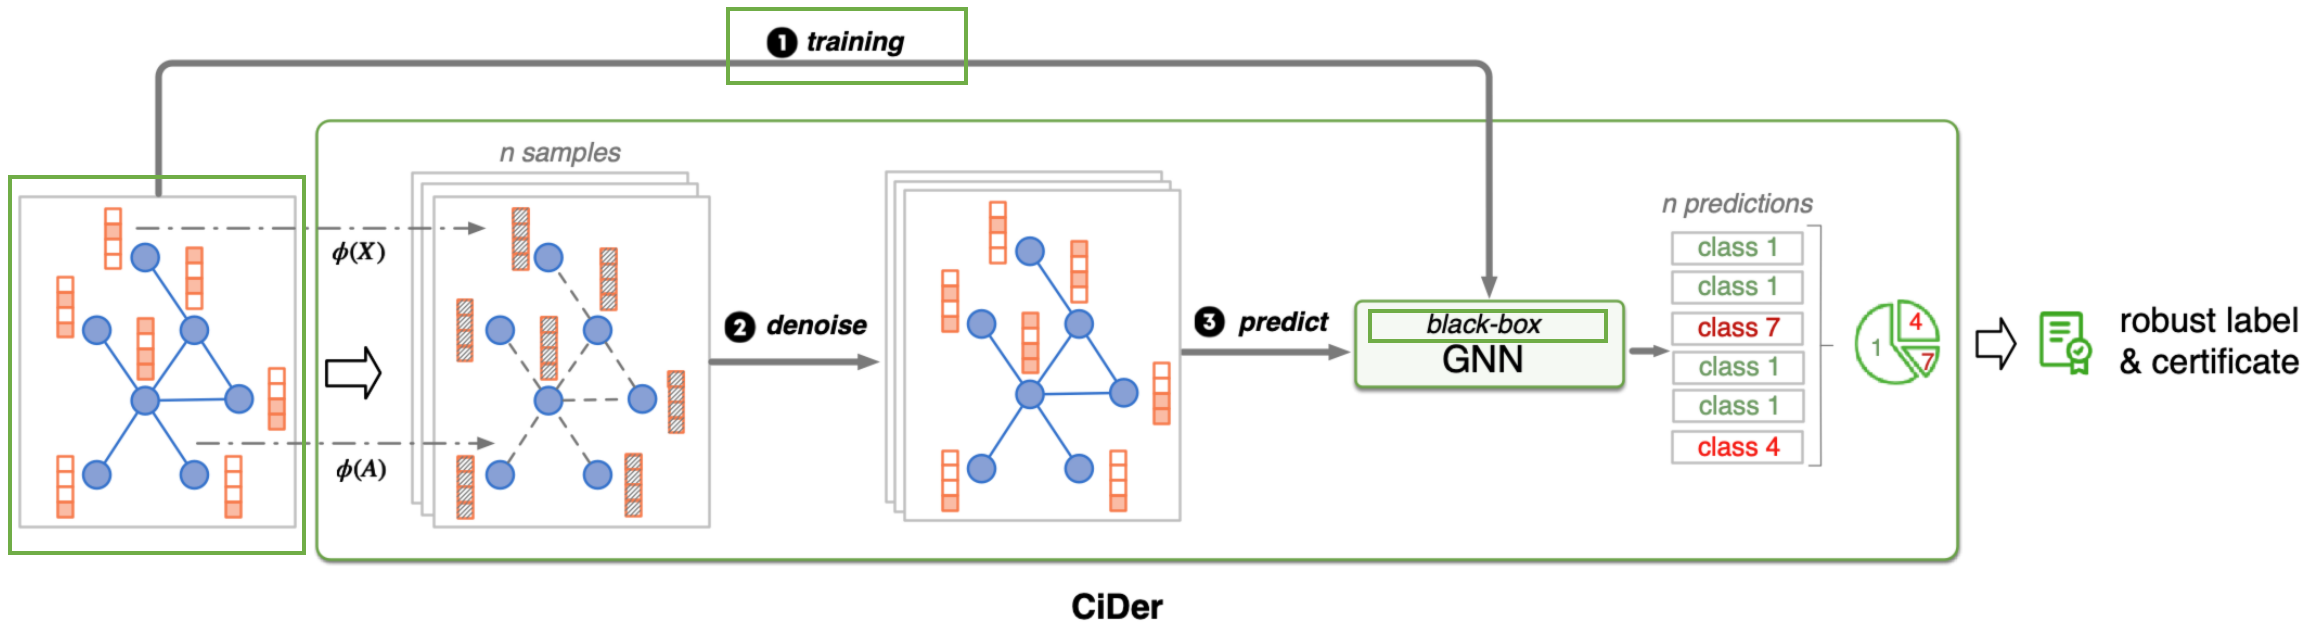 1 training
n samples
ϕ(X)
ϕ(A)
2 denoise
3 predict
black-box
GNN
n predictions
class 1
class 1
class 7
class 1
class 1
class 4
1
4
7
robust label
& certificate
CiDer